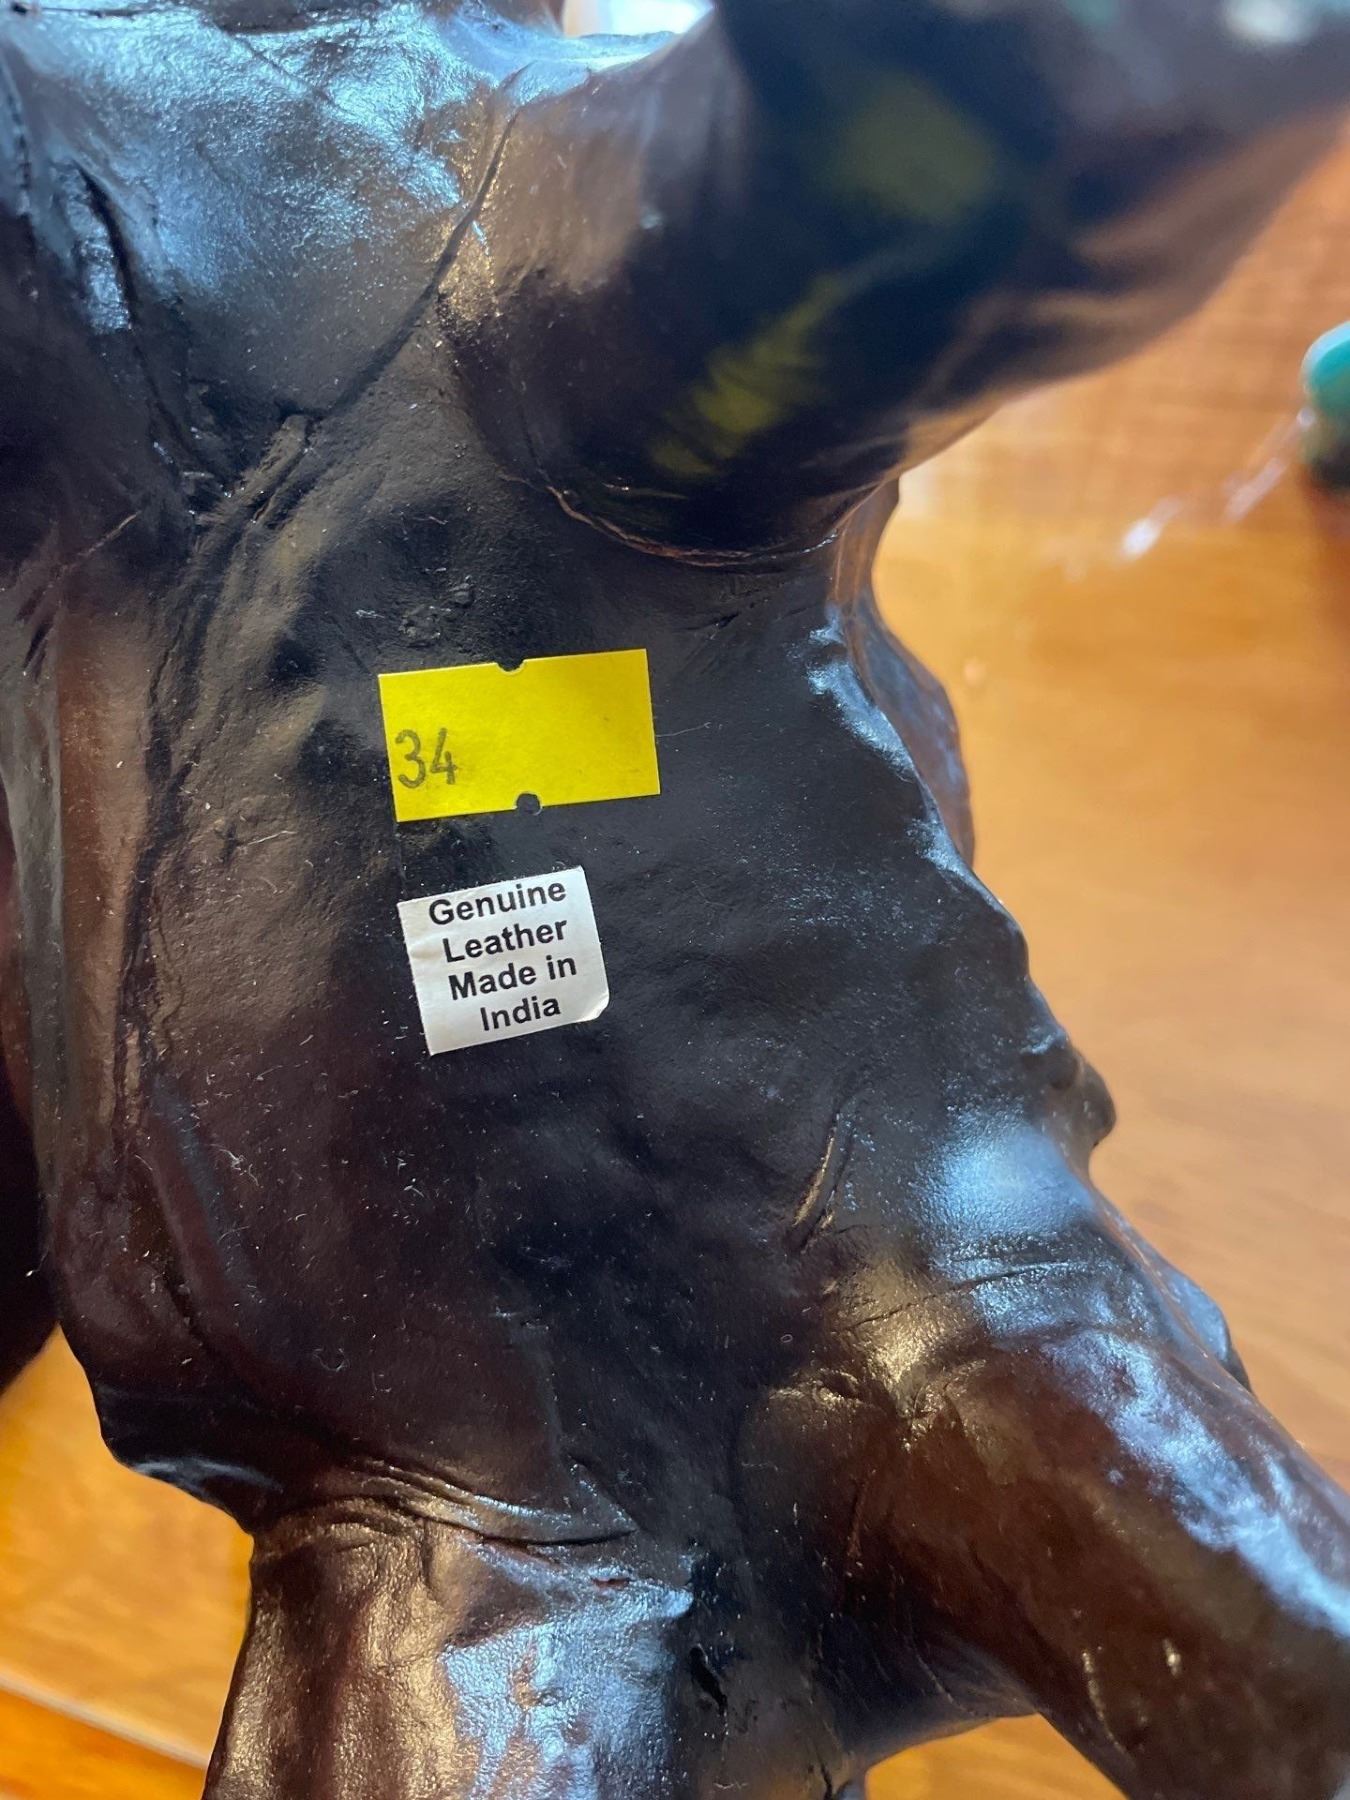 34
Genuine
Leather
Made in
India